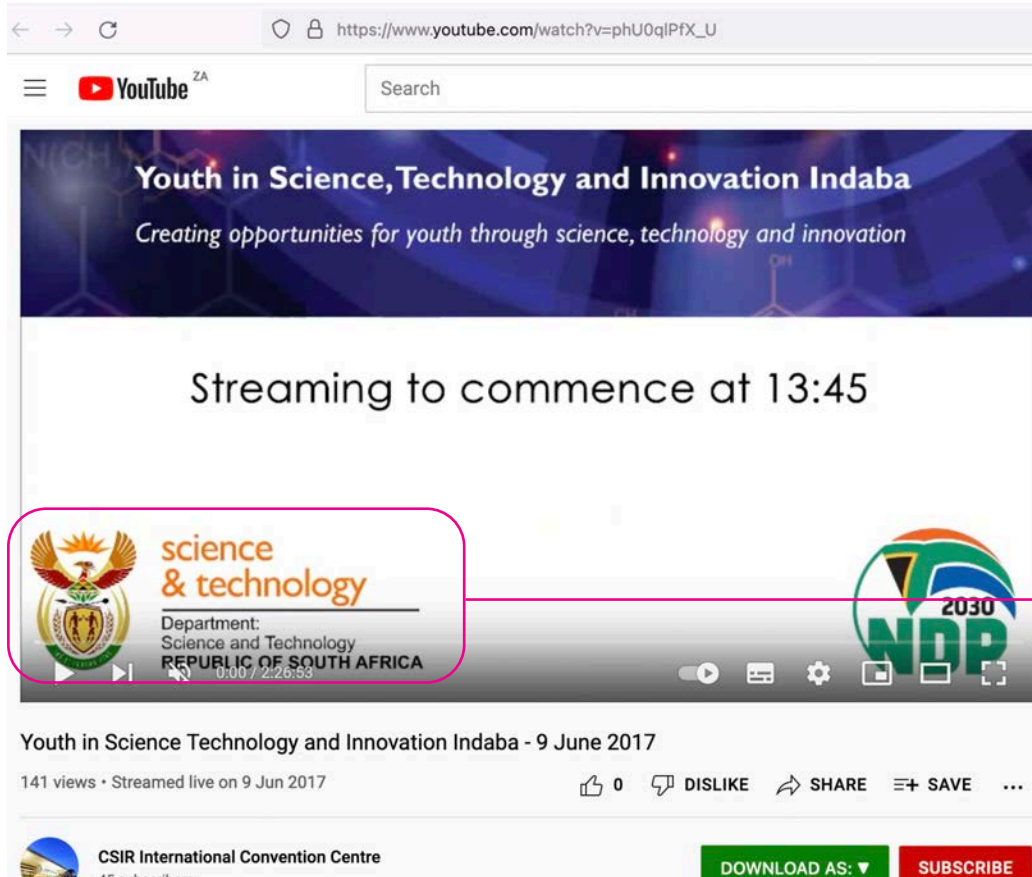 https://www.youtube.com/watch?v=phU0qlPfX_U
YouTube ZA
Search
Youth in Science, Technology and Innovation Indaba
Creating opportunities for youth through science, technology and innovation
OH
Streaming to commence at 13:45
science
& technology
Department:
Science and Technology
REPUBLIC OF SOUTH AFRICA
2030
NDP
0:00 / 2:26:53
Youth in Science Technology and Innovation Indaba - 9 June 2017
141 views • Streamed live on 9 Jun 2017
0 DISLIKE SHARE SAVE ...
CSIR International Convention Centre
DOWNLOAD AS: ▼ SUBSCRIBE